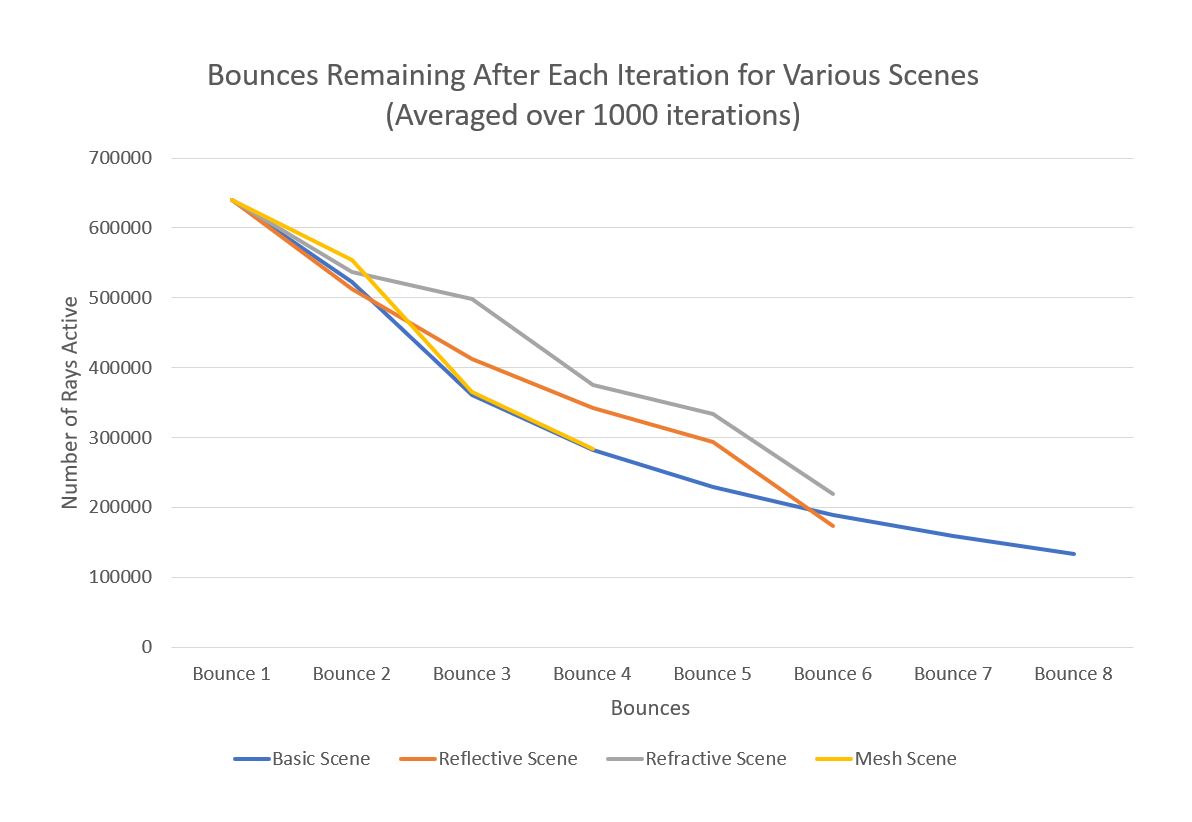 Bounces Remaining After Each Iteration for Various Scenes
(Averaged over 1000 iterations)
700000
600000
500000
400000
300000
200000
100000
0
Number of Rays Active
Bounce 1 Bounce 2 Bounce 3 Bounce 4 Bounce 5 Bounce 6 Bounce 7 Bounce 8
Bounces
Basic Scene Reflective Scene Refractive Scene Mesh Scene